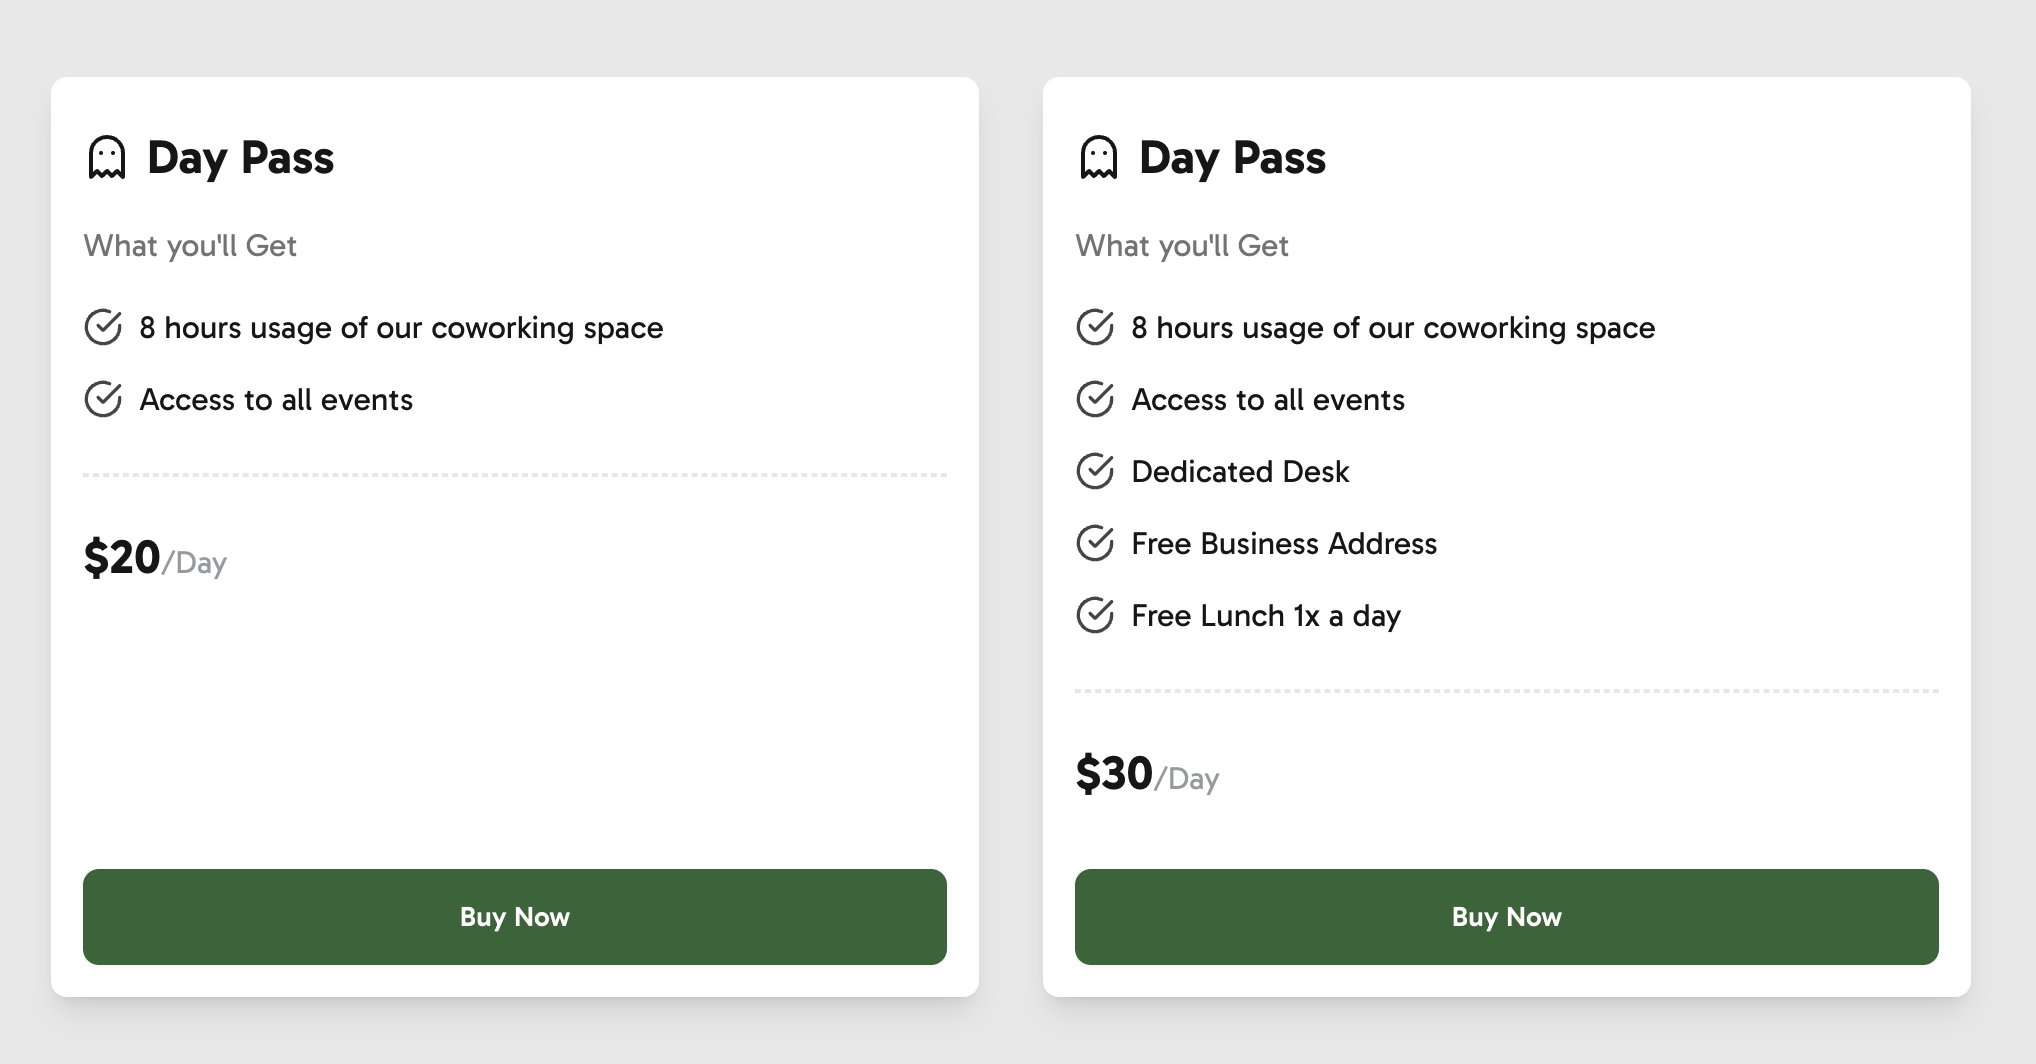 Day Pass
What you'll Get
8 hours usage of our coworking space
Access to all events
$20/Day
Buy Now
Day Pass
What you'll Get
8 hours usage of our coworking space
Access to all events
Dedicated Desk
Free Business Address
Free Lunch 1x a day
$30/Day
Buy Now